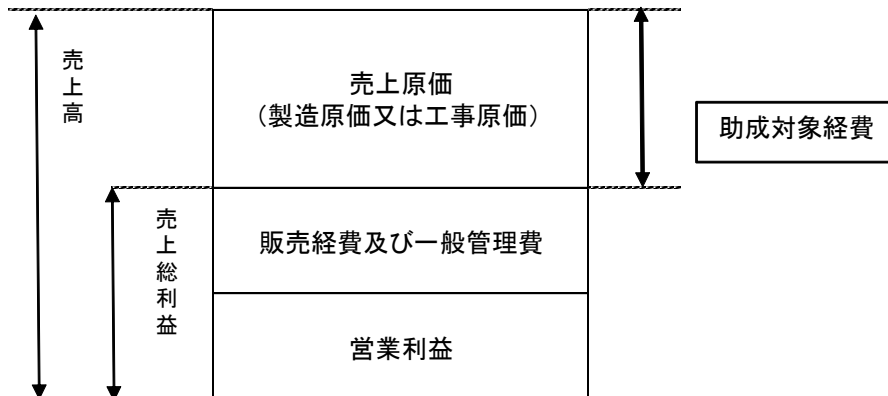 売上高
売上原価
（製造原価又は工事原価）
助成対象経費
売上総利益
販売経費及び一般管理費
営業利益